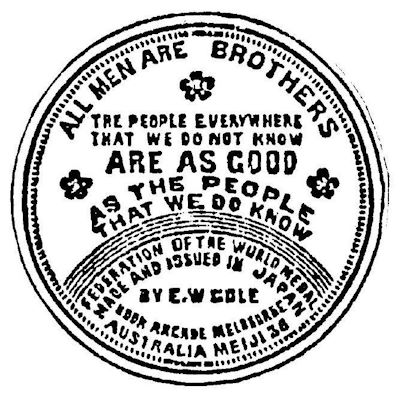 ALL MEN ARE BROTHERS
THE PEOPLE EVERYWHERE
THAT WE DO NOT KNOW
ARE AS GOOD
AS THE PEOPLE
THAT WE DO KNOW
FEDERATION OF THE WORLD MEDAL
MADE AND ISSUED IN JAPAN
BY E.W COLE
BOOK ARCADE MELBOURNE
AUSTRALIA MEIJI 38